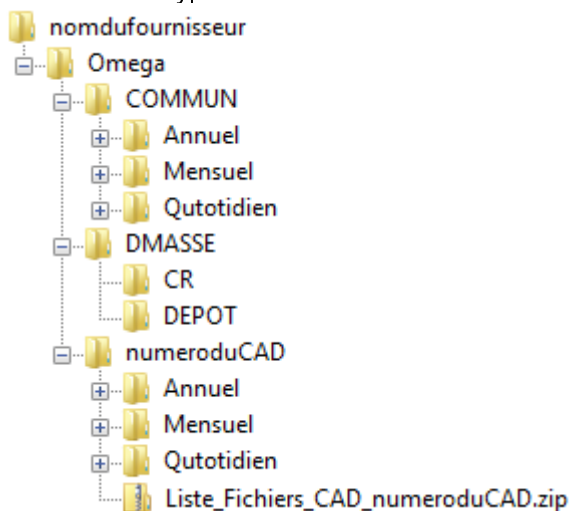 nomdufournisseur
Omega
COMMUN
Annuel
Mensuel
Qutotidien
DMASSE
CR
DEPOT
numeroduCAD
Annuel
Mensuel
Qutotidien
Liste_Fichiers_CAD_numeroduCAD.zip